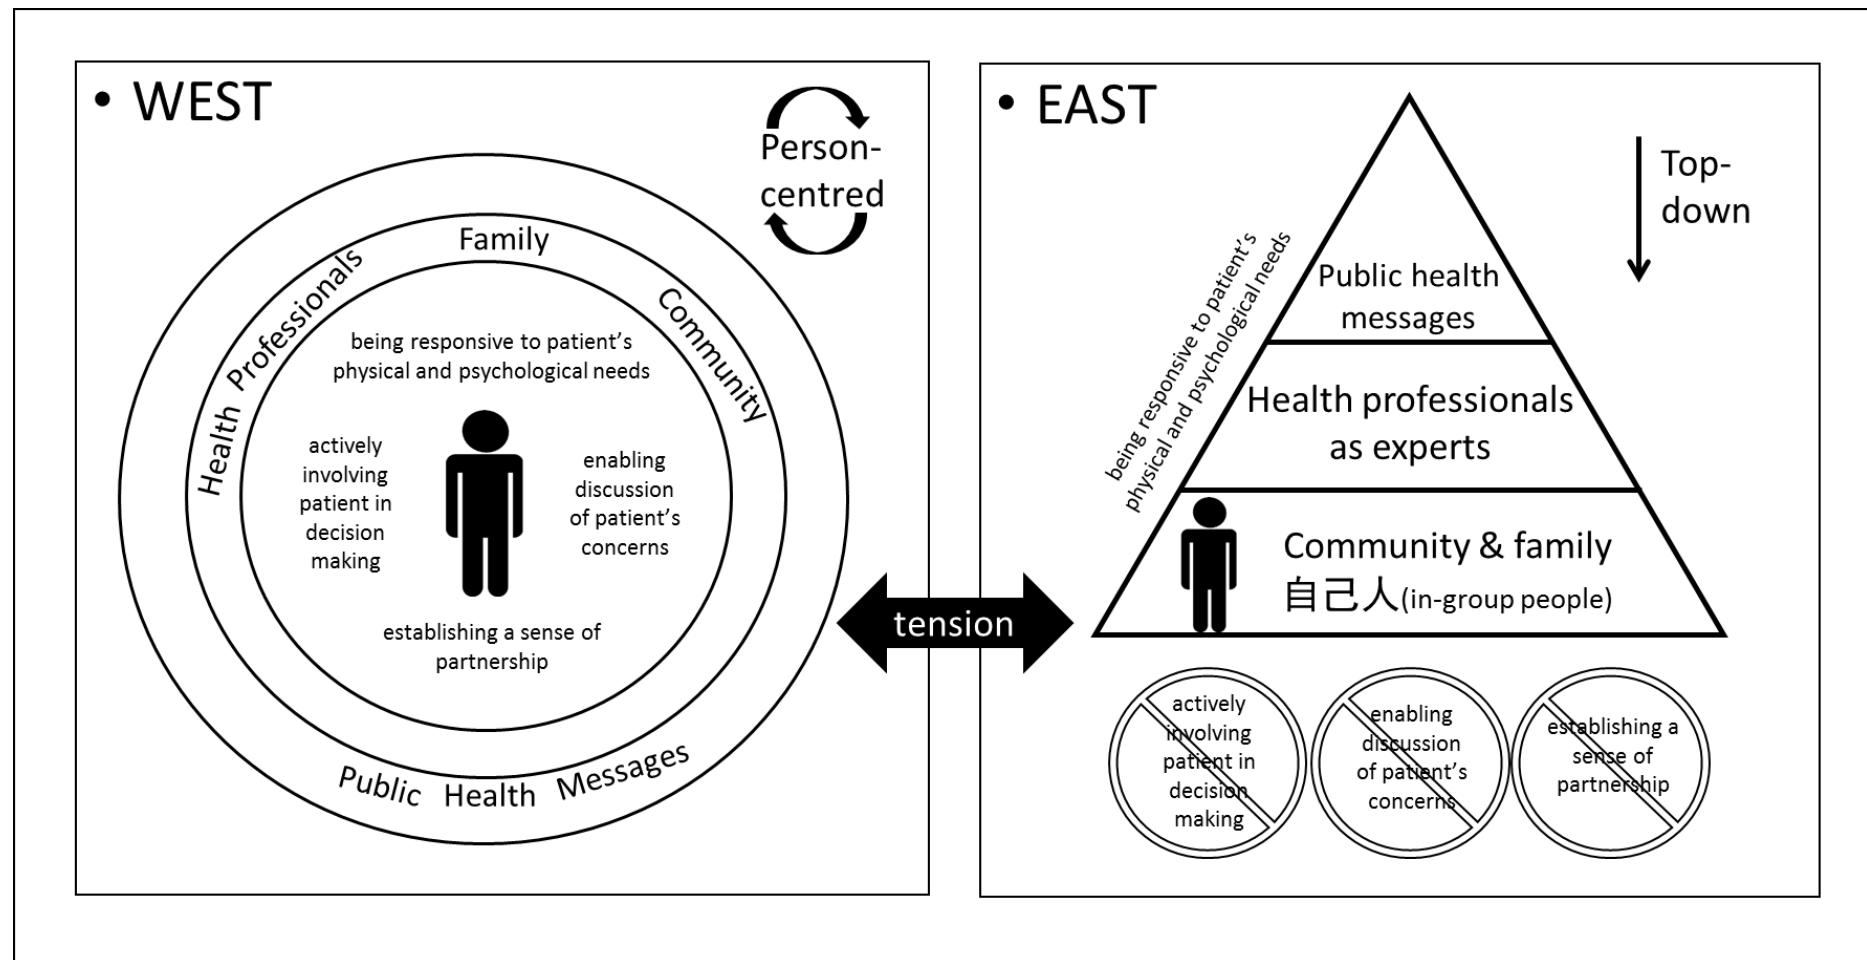 • WEST
Person-
centred
Family
Health Professionals
Community
being responsive to patient's
physical and psychological needs
actively
involving
patient in
decision
making
enabling
discussion
of patient's
concerns
establishing a sense of
partnership
Public Health Messages
tension
• EAST
Top-
down
being responsive to patient's
physical and psychological needs
Public health
messages
Health professionals
as experts
Community & family
自己人(in-group people)
actively
involving
patient in
decision
making
enabling
discussion
of patient's
concerns
establishing a
sense of
partnership